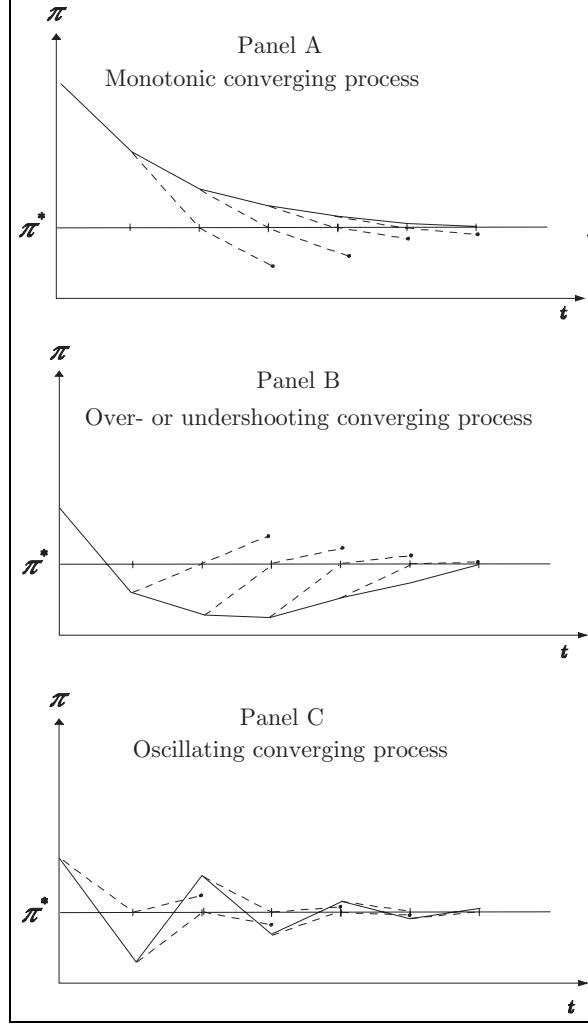 π
Panel A
Monotonic converging process
π*
t
π
Panel B
Over- or undershooting converging process
π*
t
π
Panel C
Oscillating converging process
π*
t